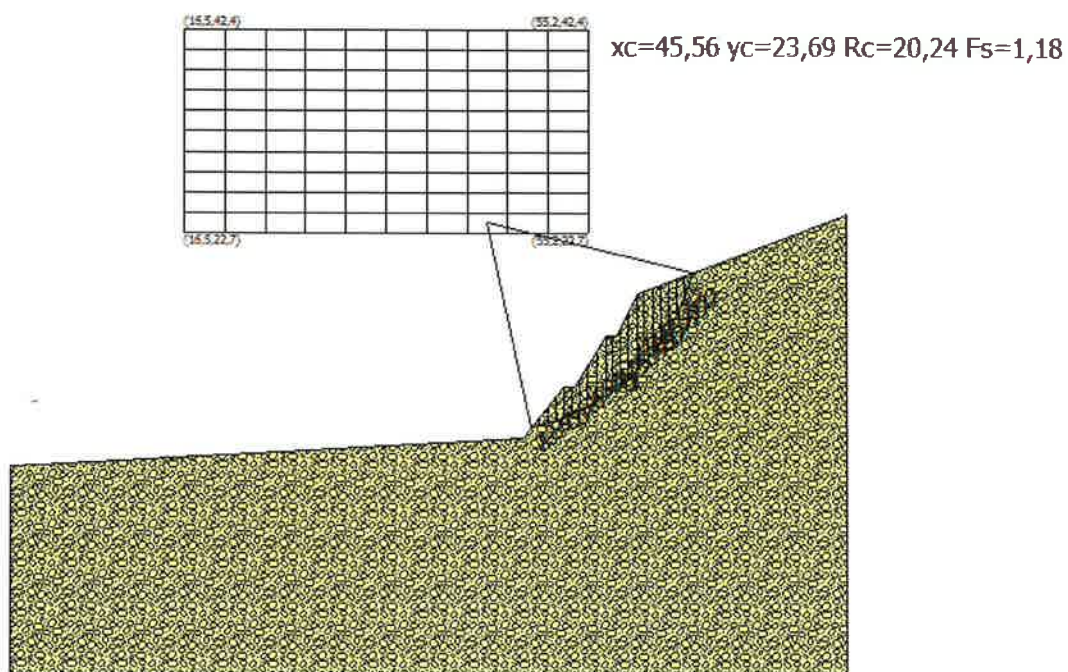 (16.5,42.4) (55.2,42.4)
xc=45,56 yc=23,69 Rc=20,24 Fs=1,18
(16.5,22.7) (55.2,22.7)